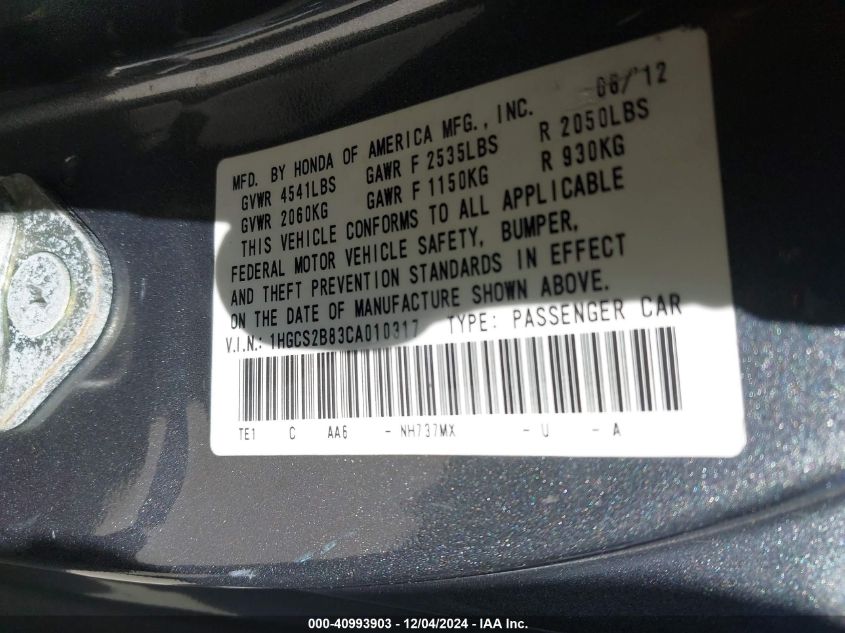 06/'12
MFD. BY HONDA OF AMERICA MFG., INC.
GVWR 4541LBS GAWR F 2535LBS R 2050LBS
GVWR 2060KG GAWR F 1150KG R 930KG
THIS VEHICLE CONFORMS TO ALL APPLICABLE
FEDERAL MOTOR VEHICLE SAFETY, BUMPER,
AND THEFT PREVENTION STANDARDS IN EFFECT
ON THE DATE OF MANUFACTURE SHOWN ABOVE.
V.I.N.: 1HGCS2B83CA010317 TYPE: PASSENGER CAR
TE1 C AA6 - NH737MX - U - A
000-40993903 - 12/04/2024 - IAA Inc.